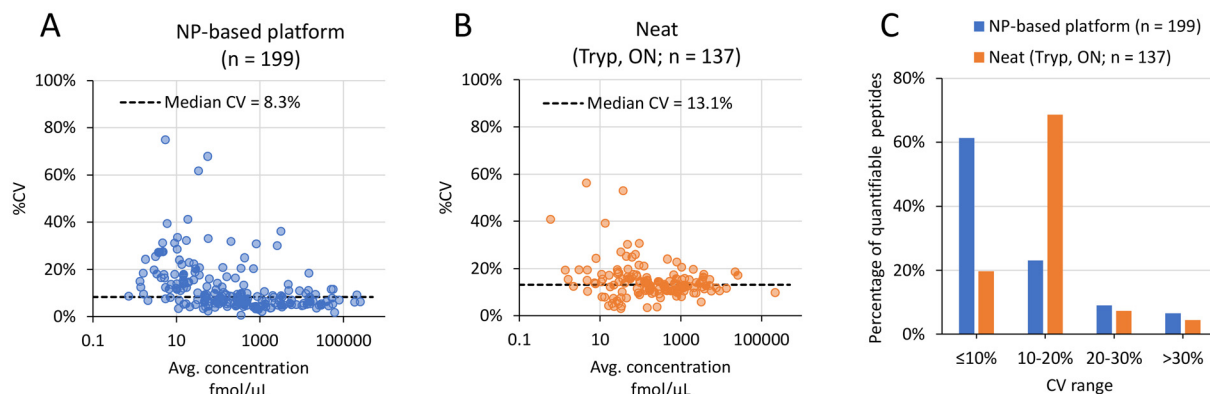 A
NP-based platform
(n = 199)
100%
80%
60%
40%
20%
0%
%CV
Median CV = 8.3%
0.1
10
1000
100000
Avg. concentration
fmol/µL
B
Neat
(Tryp, ON; n = 137)
100%
80%
60%
40%
20%
0%
%CV
Median CV = 13.1%
0.1
10
1000
100000
Avg. concentration
fmol/µL
C
NP-based platform (n = 199)
Neat (Tryp, ON; n = 137)
80%
60%
40%
20%
0%
Percentage of quantifiable peptides
≤10%
10-20%
20-30%
>30%
CV range